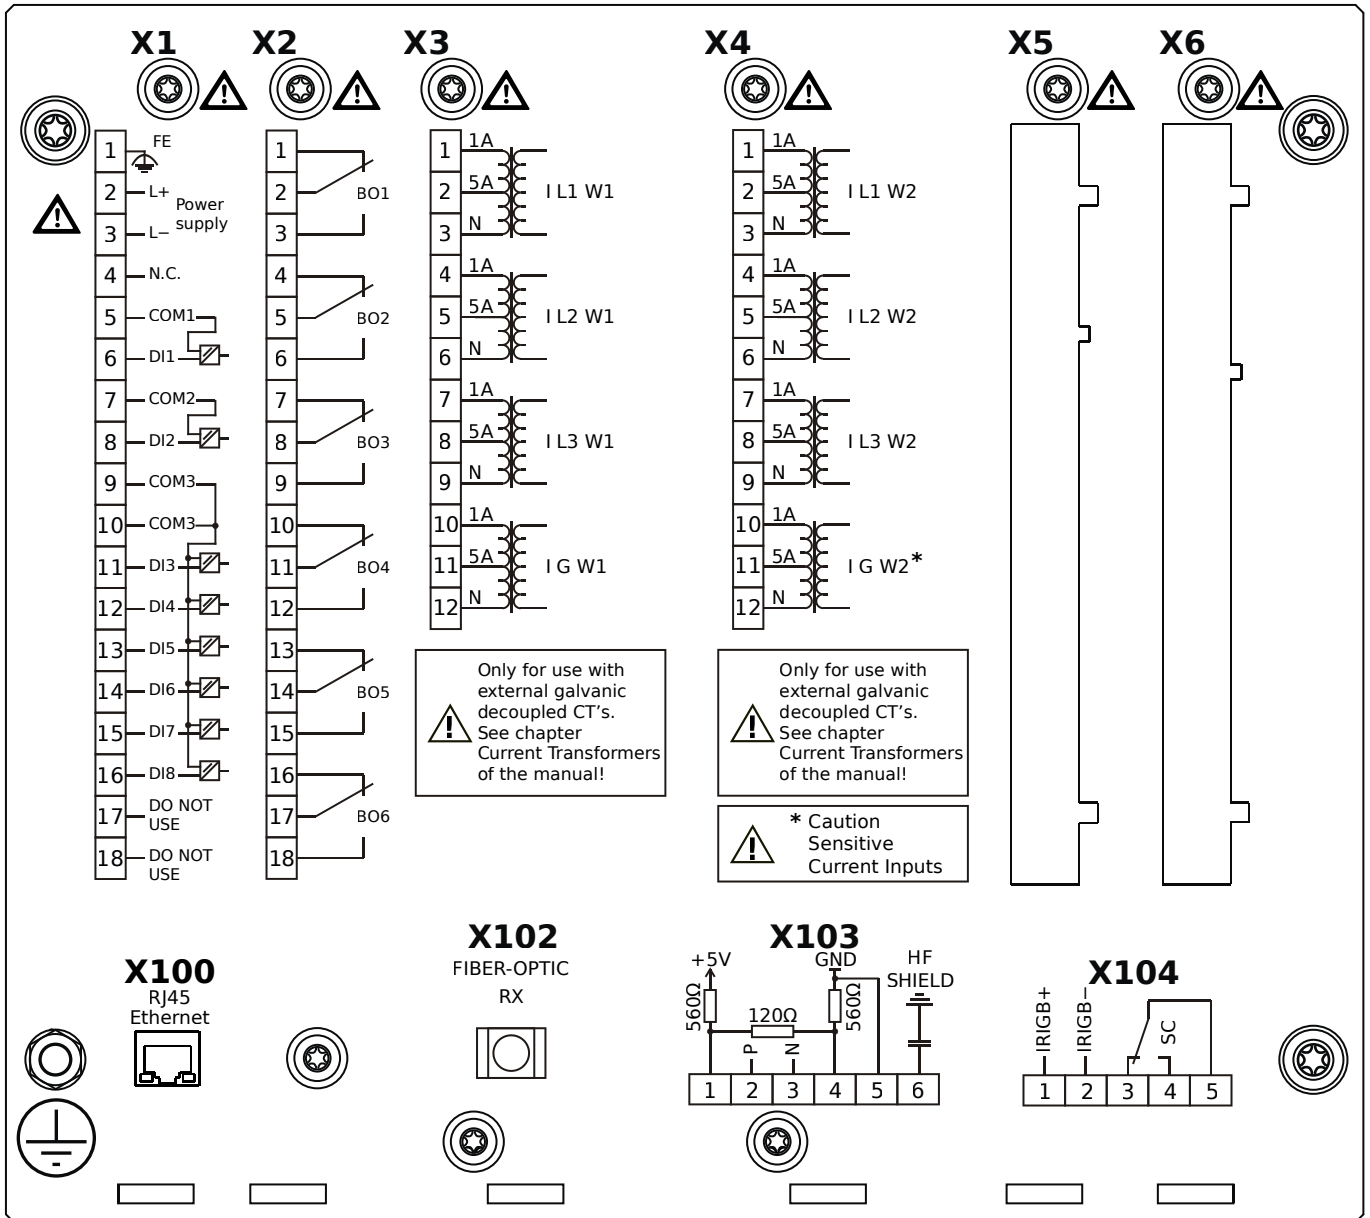 X1 X2 X3 X4 X5 X6
1 FE
2 L+
Power
supply
3 L−
4 N.C.
5 COM1
6 DI1
7 COM2
8 DI2
9 COM3
10 COM3
11 DI3
12 DI4
13 DI5
14 DI6
15 DI7
16 DI8
17 DO NOT
USE
18 DO NOT
USE
1
2 BO1
3
4
5 BO2
6
7
8 BO3
9
10
11 BO4
12
13
14 BO5
15
16
17 BO6
18
1 1A
2 5A I L1 W1
3 N
4 1A
5 5A I L2 W1
6 N
7 1A
8 5A I L3 W1
9 N
10 1A
11 5A I G W1
12 N
Only for use with
external galvanic
decoupled CT's.
See chapter
Current Transformers
of the manual!
1 1A
2 5A I L1 W2
3 N
4 1A
5 5A I L2 W2
6 N
7 1A
8 5A I L3 W2
9 N
10 1A
11 5A I G W2*
12 N
Only for use with
external galvanic
decoupled CT's.
See chapter
Current Transformers
of the manual!
* Caution
Sensitive
Current Inputs
X100
RJ45
Ethernet
X102
FIBER-OPTIC
RX
X103
+5V GND HF
SHIELD
560Ω 120Ω 560Ω
P N
1 2 3 4 5 6
X104
IRIGB+ IRIGB− SC
1 2 3 4 5